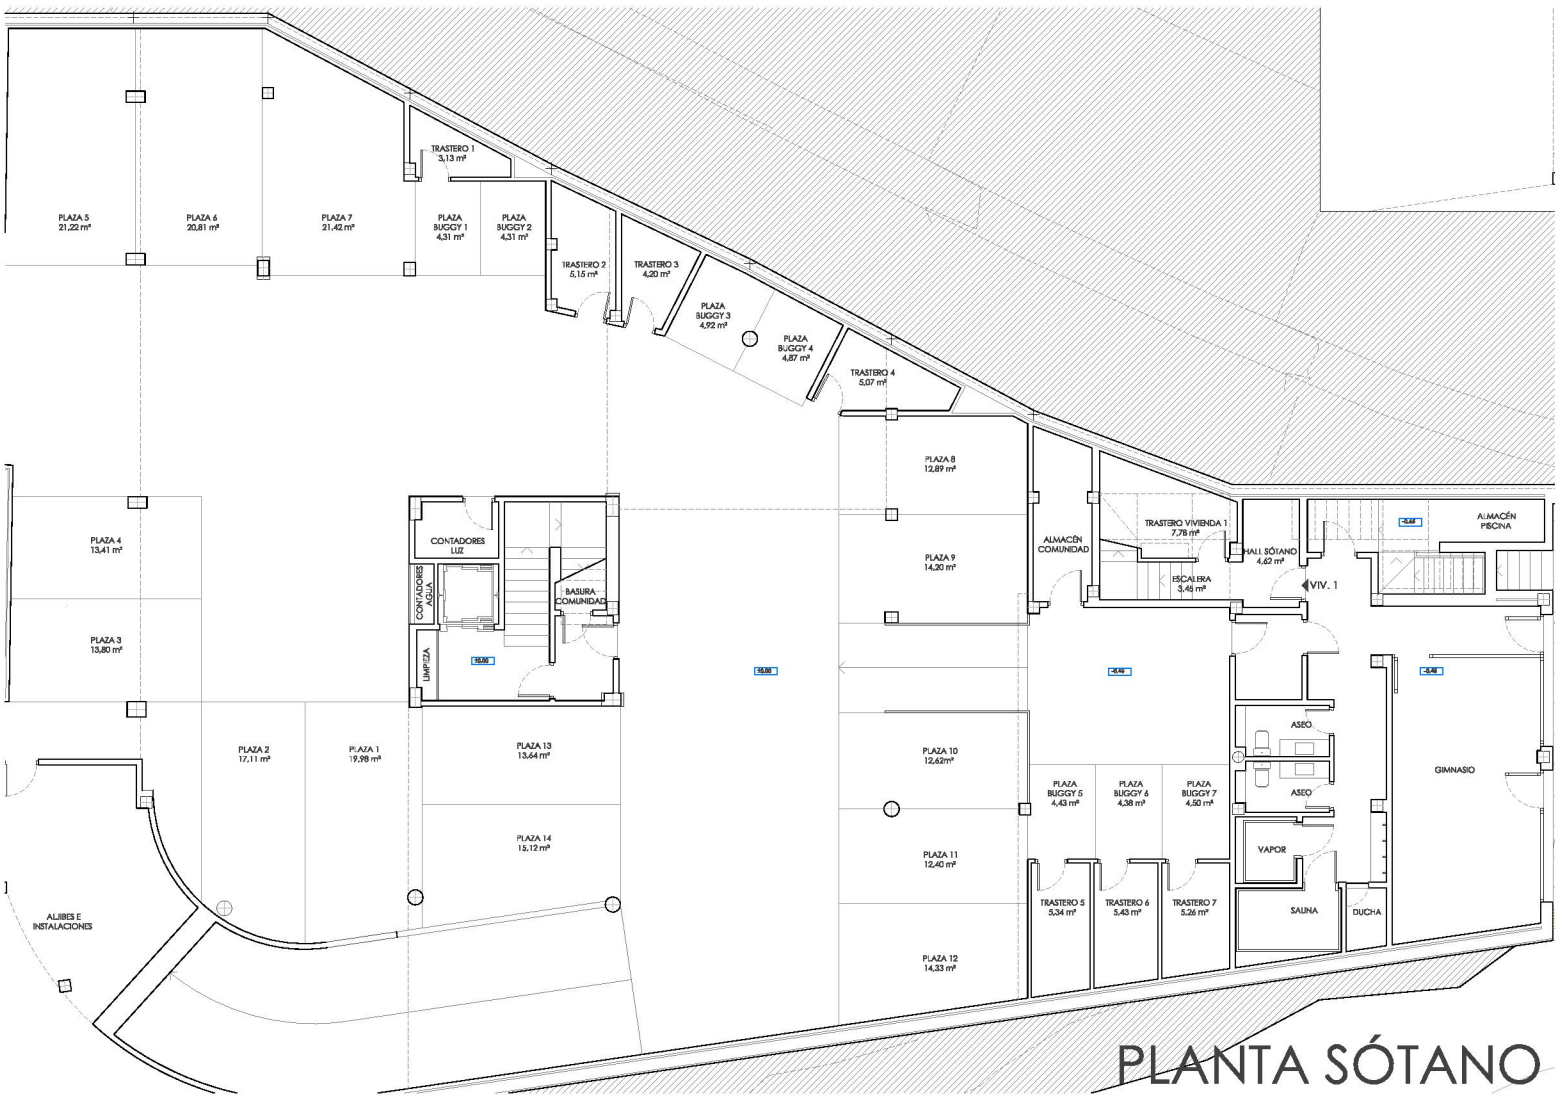 TRASTERO 1
3,13 m²
PLAZA 5
21,22 m²
PLAZA 6
20,81 m²
PLAZA 7
21,42 m²
PLAZA
BUGGY 1
4,31 m²
PLAZA
BUGGY 2
4,31 m²
TRASTERO 2
5,15 m²
TRASTERO 3
4,20 m²
PLAZA
BUGGY 3
4,92 m²
PLAZA
BUGGY 4
4,87 m²
TRASTERO 4
5,07 m²
PLAZA 8
12,89 m²
PLAZA 4
13,41 m²
CONTADORES
LUZ
PLAZA 9
14,20 m²
ALMACÉN
COMUNIDAD
TRASTERO VIVIENDA 1
7,78 m²
HALL SÓTANO
4,62 m²
-0,65
ALMACÉN
PISCINA
CONTADORES
AGUA
BASURA
COMUNIDAD
ESCALERA
3,45 m²
VIV. 1
PLAZA 3
13,80 m²
LIMPIEZA
±0.00
±0.00
PLAZA 2
17,11 m²
PLAZA 1
19,98 m²
PLAZA 13
13,64 m²
PLAZA 10
12,62m²
ASEO
GIMNASIO
PLAZA
BUGGY 5
4,43 m²
PLAZA
BUGGY 6
4,38 m²
PLAZA
BUGGY 7
4,50 m²
ASEO
PLAZA 14
15,12 m²
PLAZA 11
12,40 m²
VAPOR
ALJIBES E
INSTALACIONES
TRASTERO 5
5,34 m²
TRASTERO 6
5,43 m²
TRASTERO 7
5,26 m²
SAUNA
DUCHA
PLAZA 12
14,33 m²
PLANTA SÓTANO